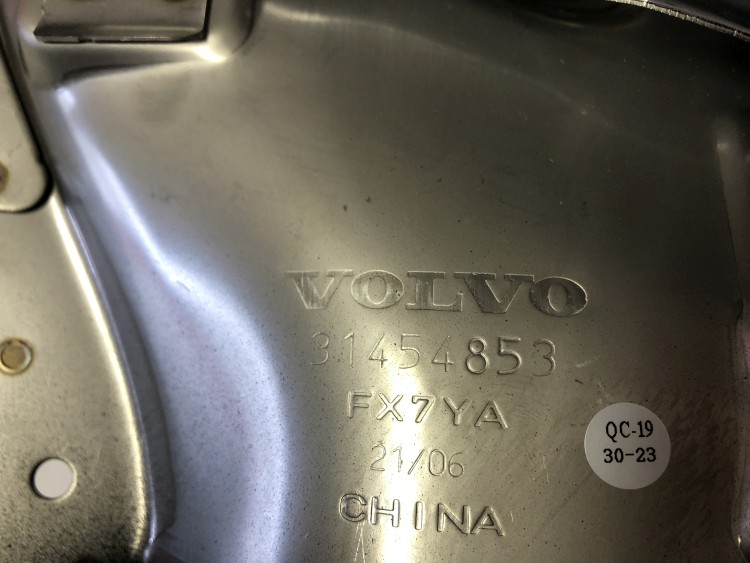 VOLVO
31454853
FX7YA
21/06
CHINA
QC-19
30-23